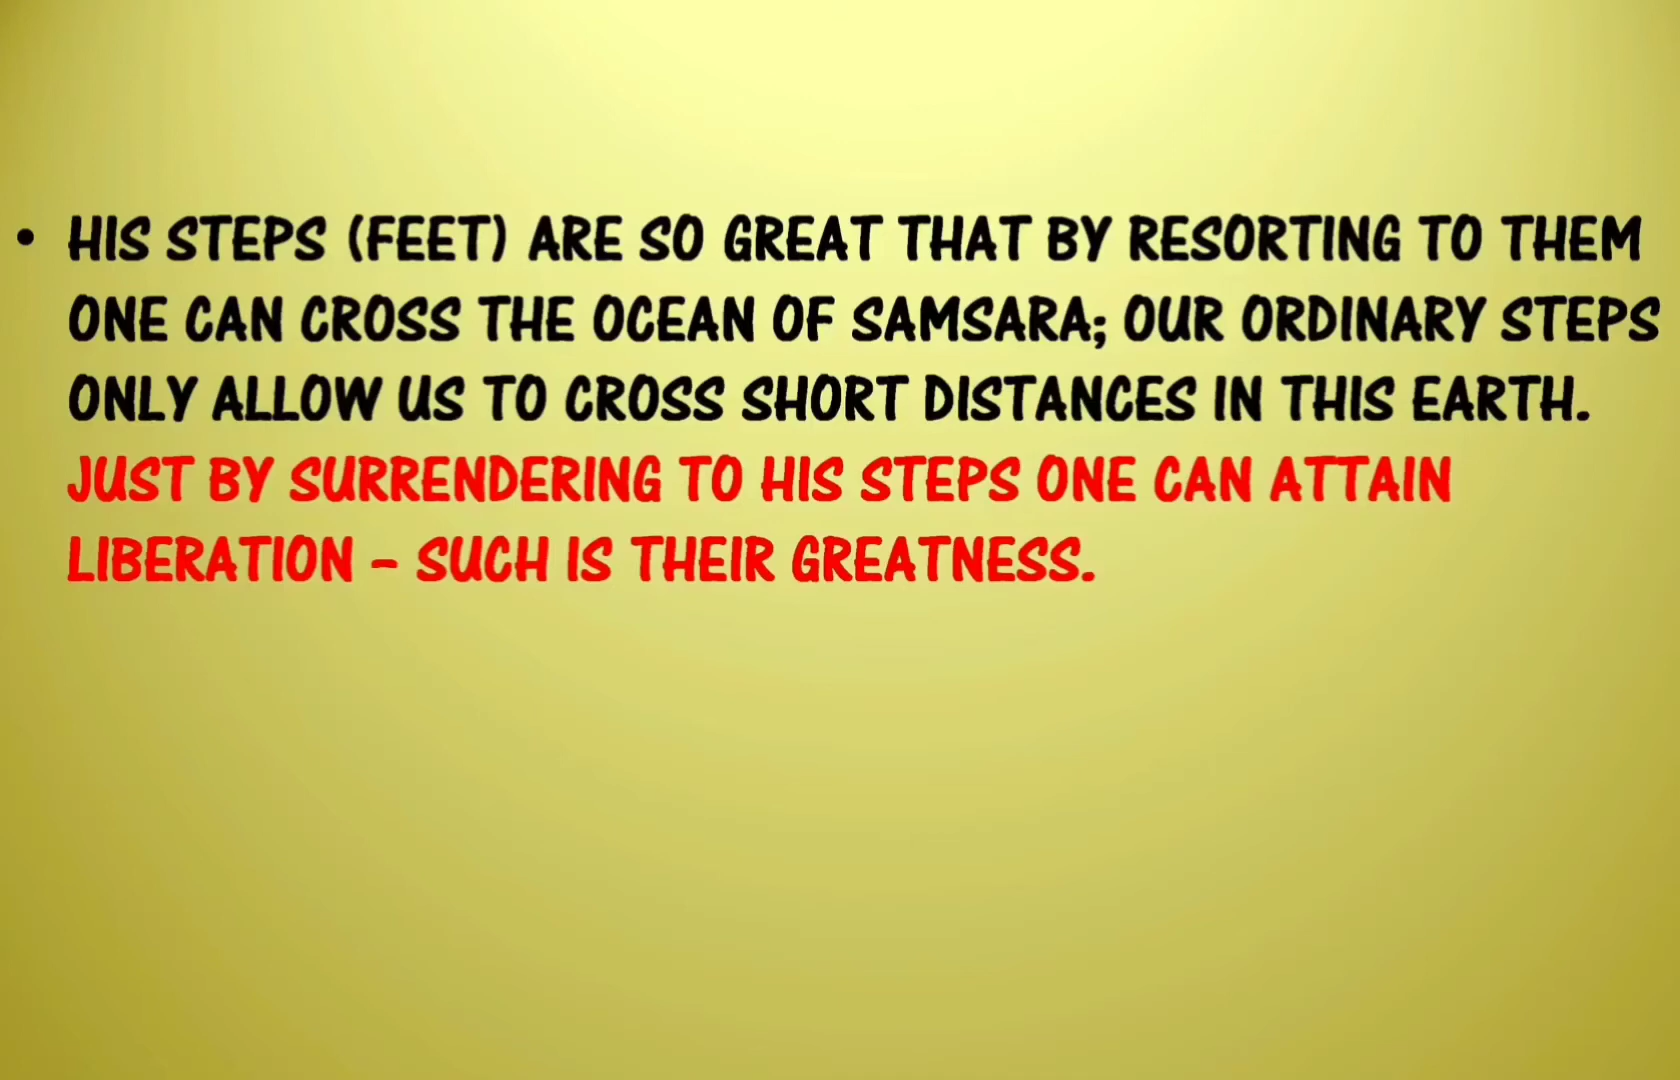 • HIS STEPS (FEET) ARE SO GREAT THAT BY RESORTING TO THEM
ONE CAN CROSS THE OCEAN OF SAMSARA; OUR ORDINARY STEPS
ONLY ALLOW US TO CROSS SHORT DISTANCES IN THIS EARTH.
JUST BY SURRENDERING TO HIS STEPS ONE CAN ATTAIN
LIBERATION – SUCH IS THEIR GREATNESS.